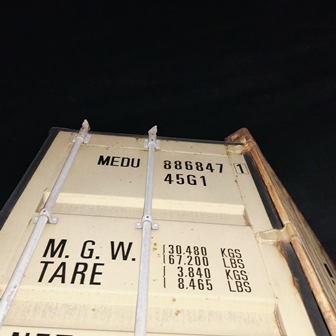 MEDU 886847 1
45G1
M.G.W. 30.480 KGS
67.200 LBS
TARE 3.840 KGS
8.465 LBS